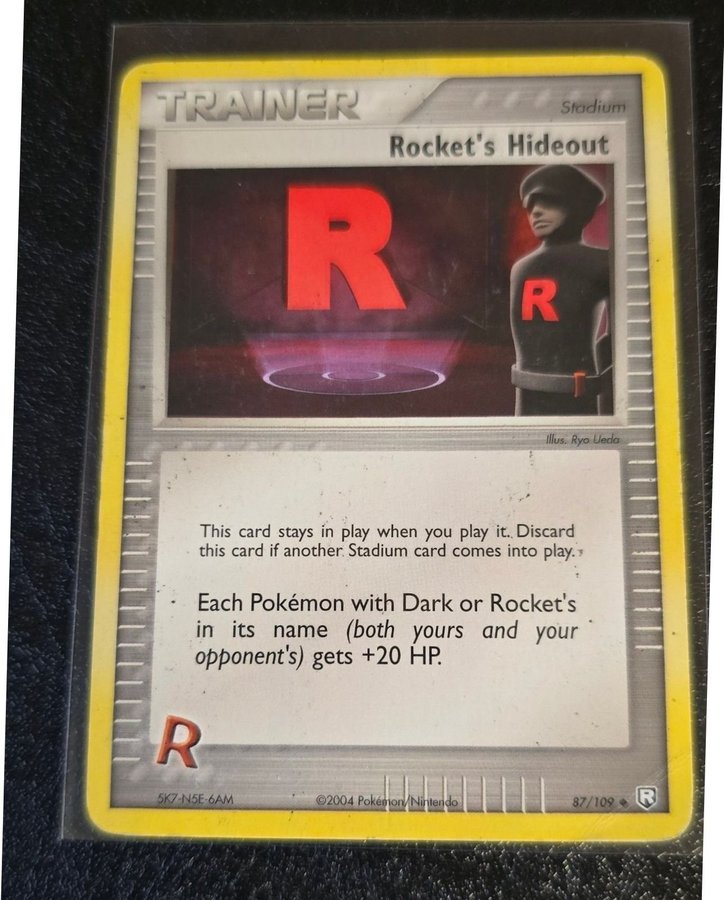 TRAINER
Stadium
Rocket's Hideout
R
R
Illus. Ryo Ueda
This card stays in play when you play it. Discard
this card if another Stadium card comes into play.
Each Pokémon with Dark or Rocket's
in its name (both yours and your
opponent's) gets +20 HP.
R
5K7-N5E-6AM
©2004 Pokémon/Nintendo
87/109
R